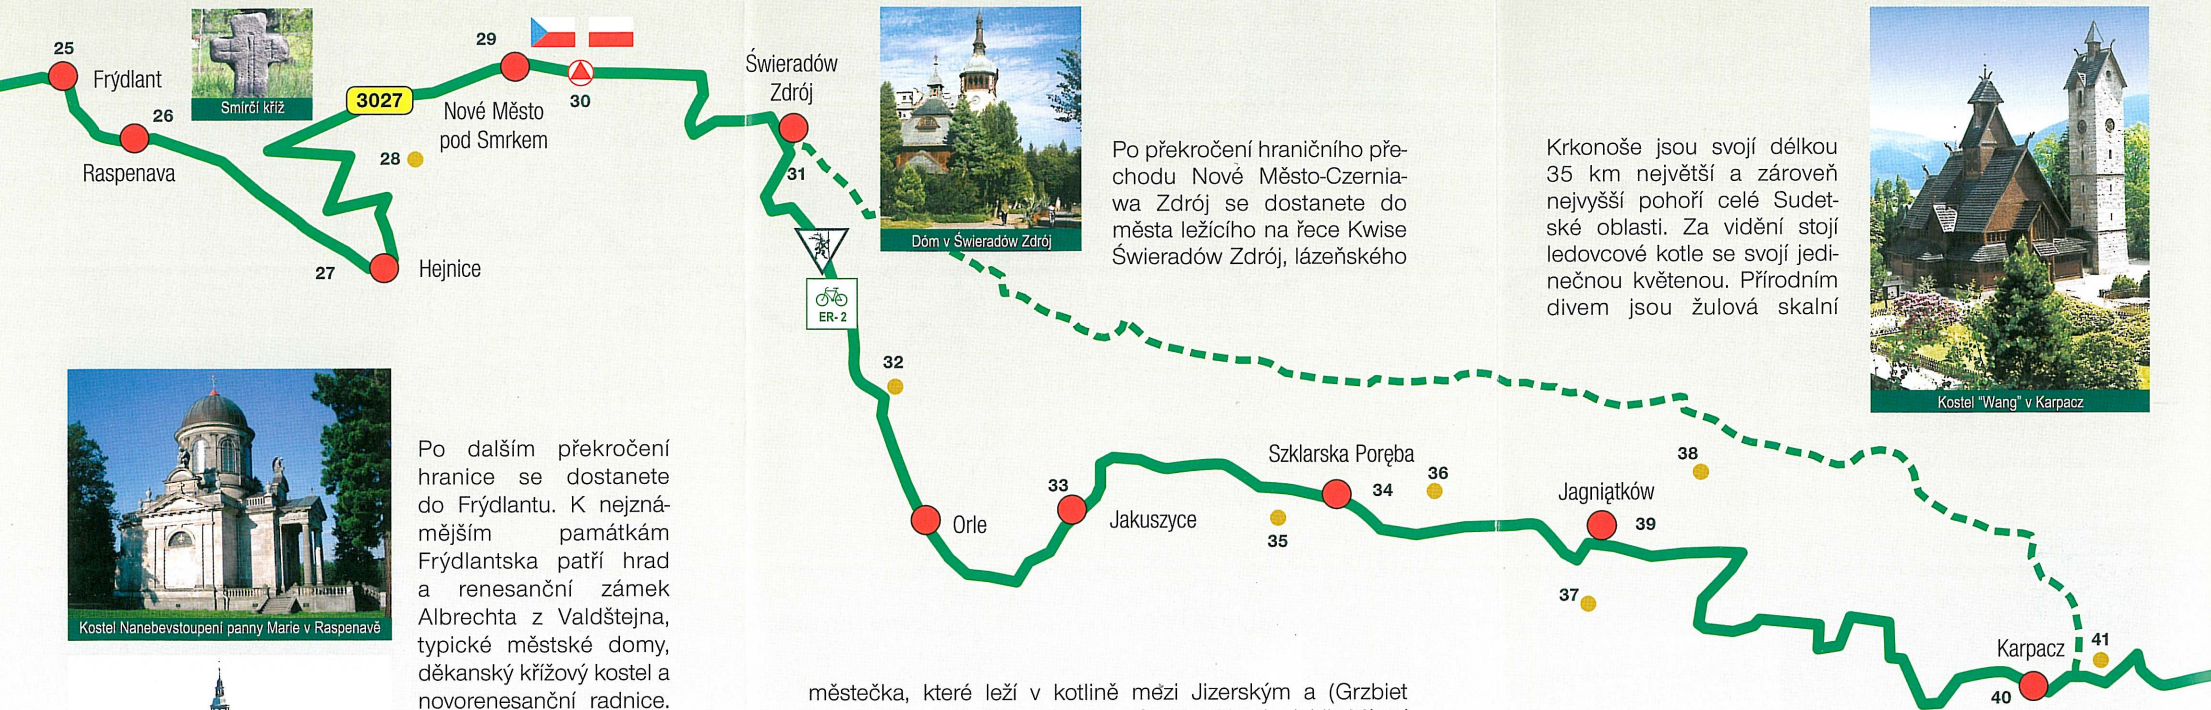 25
Frýdlant
26
Raspenava
Smírčí kříž
3027
28
27
Hejnice
29
Nové Město
pod Smrkem
30
Świeradów
Zdrój
31
ER-2
32
Dóm v Świeradów Zdrój
Po překročení hraničního pře-
chodu Nové Město-Czernia-
wa Zdrój se dostanete do
města ležícího na řece Kwise
Świeradów Zdrój, lázeňského
Krkonoše jsou svojí délkou
35 km největší a zároveň
nejvyšší pohoří celé Sudet-
ské oblasti. Za vidění stojí
ledovcové kotle se svojí jedi-
nečnou květenou. Přírodním
divem jsou žulová skalní
Kostel "Wang" v Karpacz
Kostel Nanebevstoupení panny Marie v Raspenavě
Po dalším překročení
hranice se dostanete
do Frýdlantu. K nejzná-
mějším památkám
Frýdlantska patří hrad
a renesanční zámek
Albrechta z Valdštejna,
typické městské domy,
děkanský křížový kostel a
novorenesanční radnice.
Orle
33
Jakuszyce
Szklarska Poręba
34
36
35
38
Jagniątków
39
37
Karpacz
40
41
městečka, které leží v kotlině mezi Jizerským a (Grzbiet